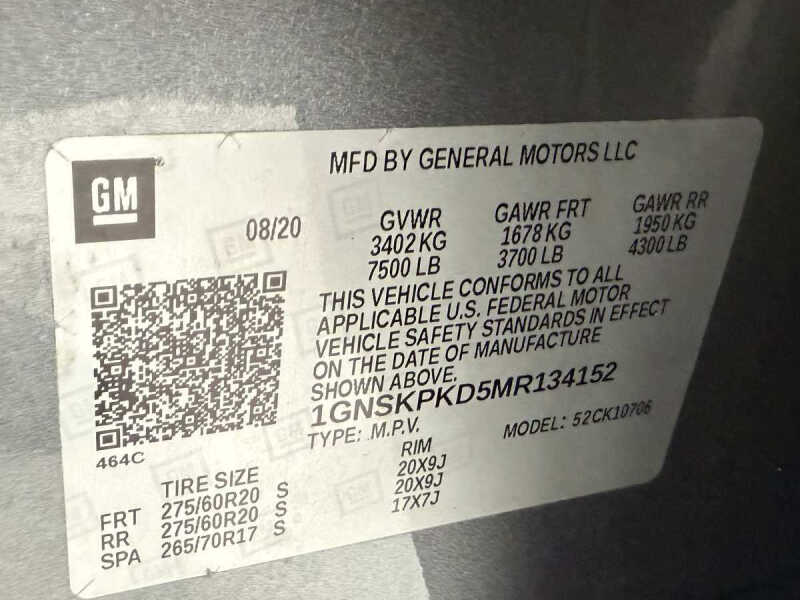 GM
MFD BY GENERAL MOTORS LLC
08/20
GVWR GAWR FRT GAWR RR
3402 KG 1678 KG 1950 KG
7500 LB 3700 LB 4300 LB
THIS VEHICLE CONFORMS TO ALL
APPLICABLE U.S. FEDERAL MOTOR
VEHICLE SAFETY STANDARDS IN EFFECT
ON THE DATE OF MANUFACTURE
SHOWN ABOVE.
1GNSKPKD5MR134152
TYPE: M.P.V. MODEL: 52CK10706
464C
TIRE SIZE RIM
FRT 275/60R20 S 20X9J
RR 275/60R20 S 20X9J
SPA 265/70R17 S 17X7J